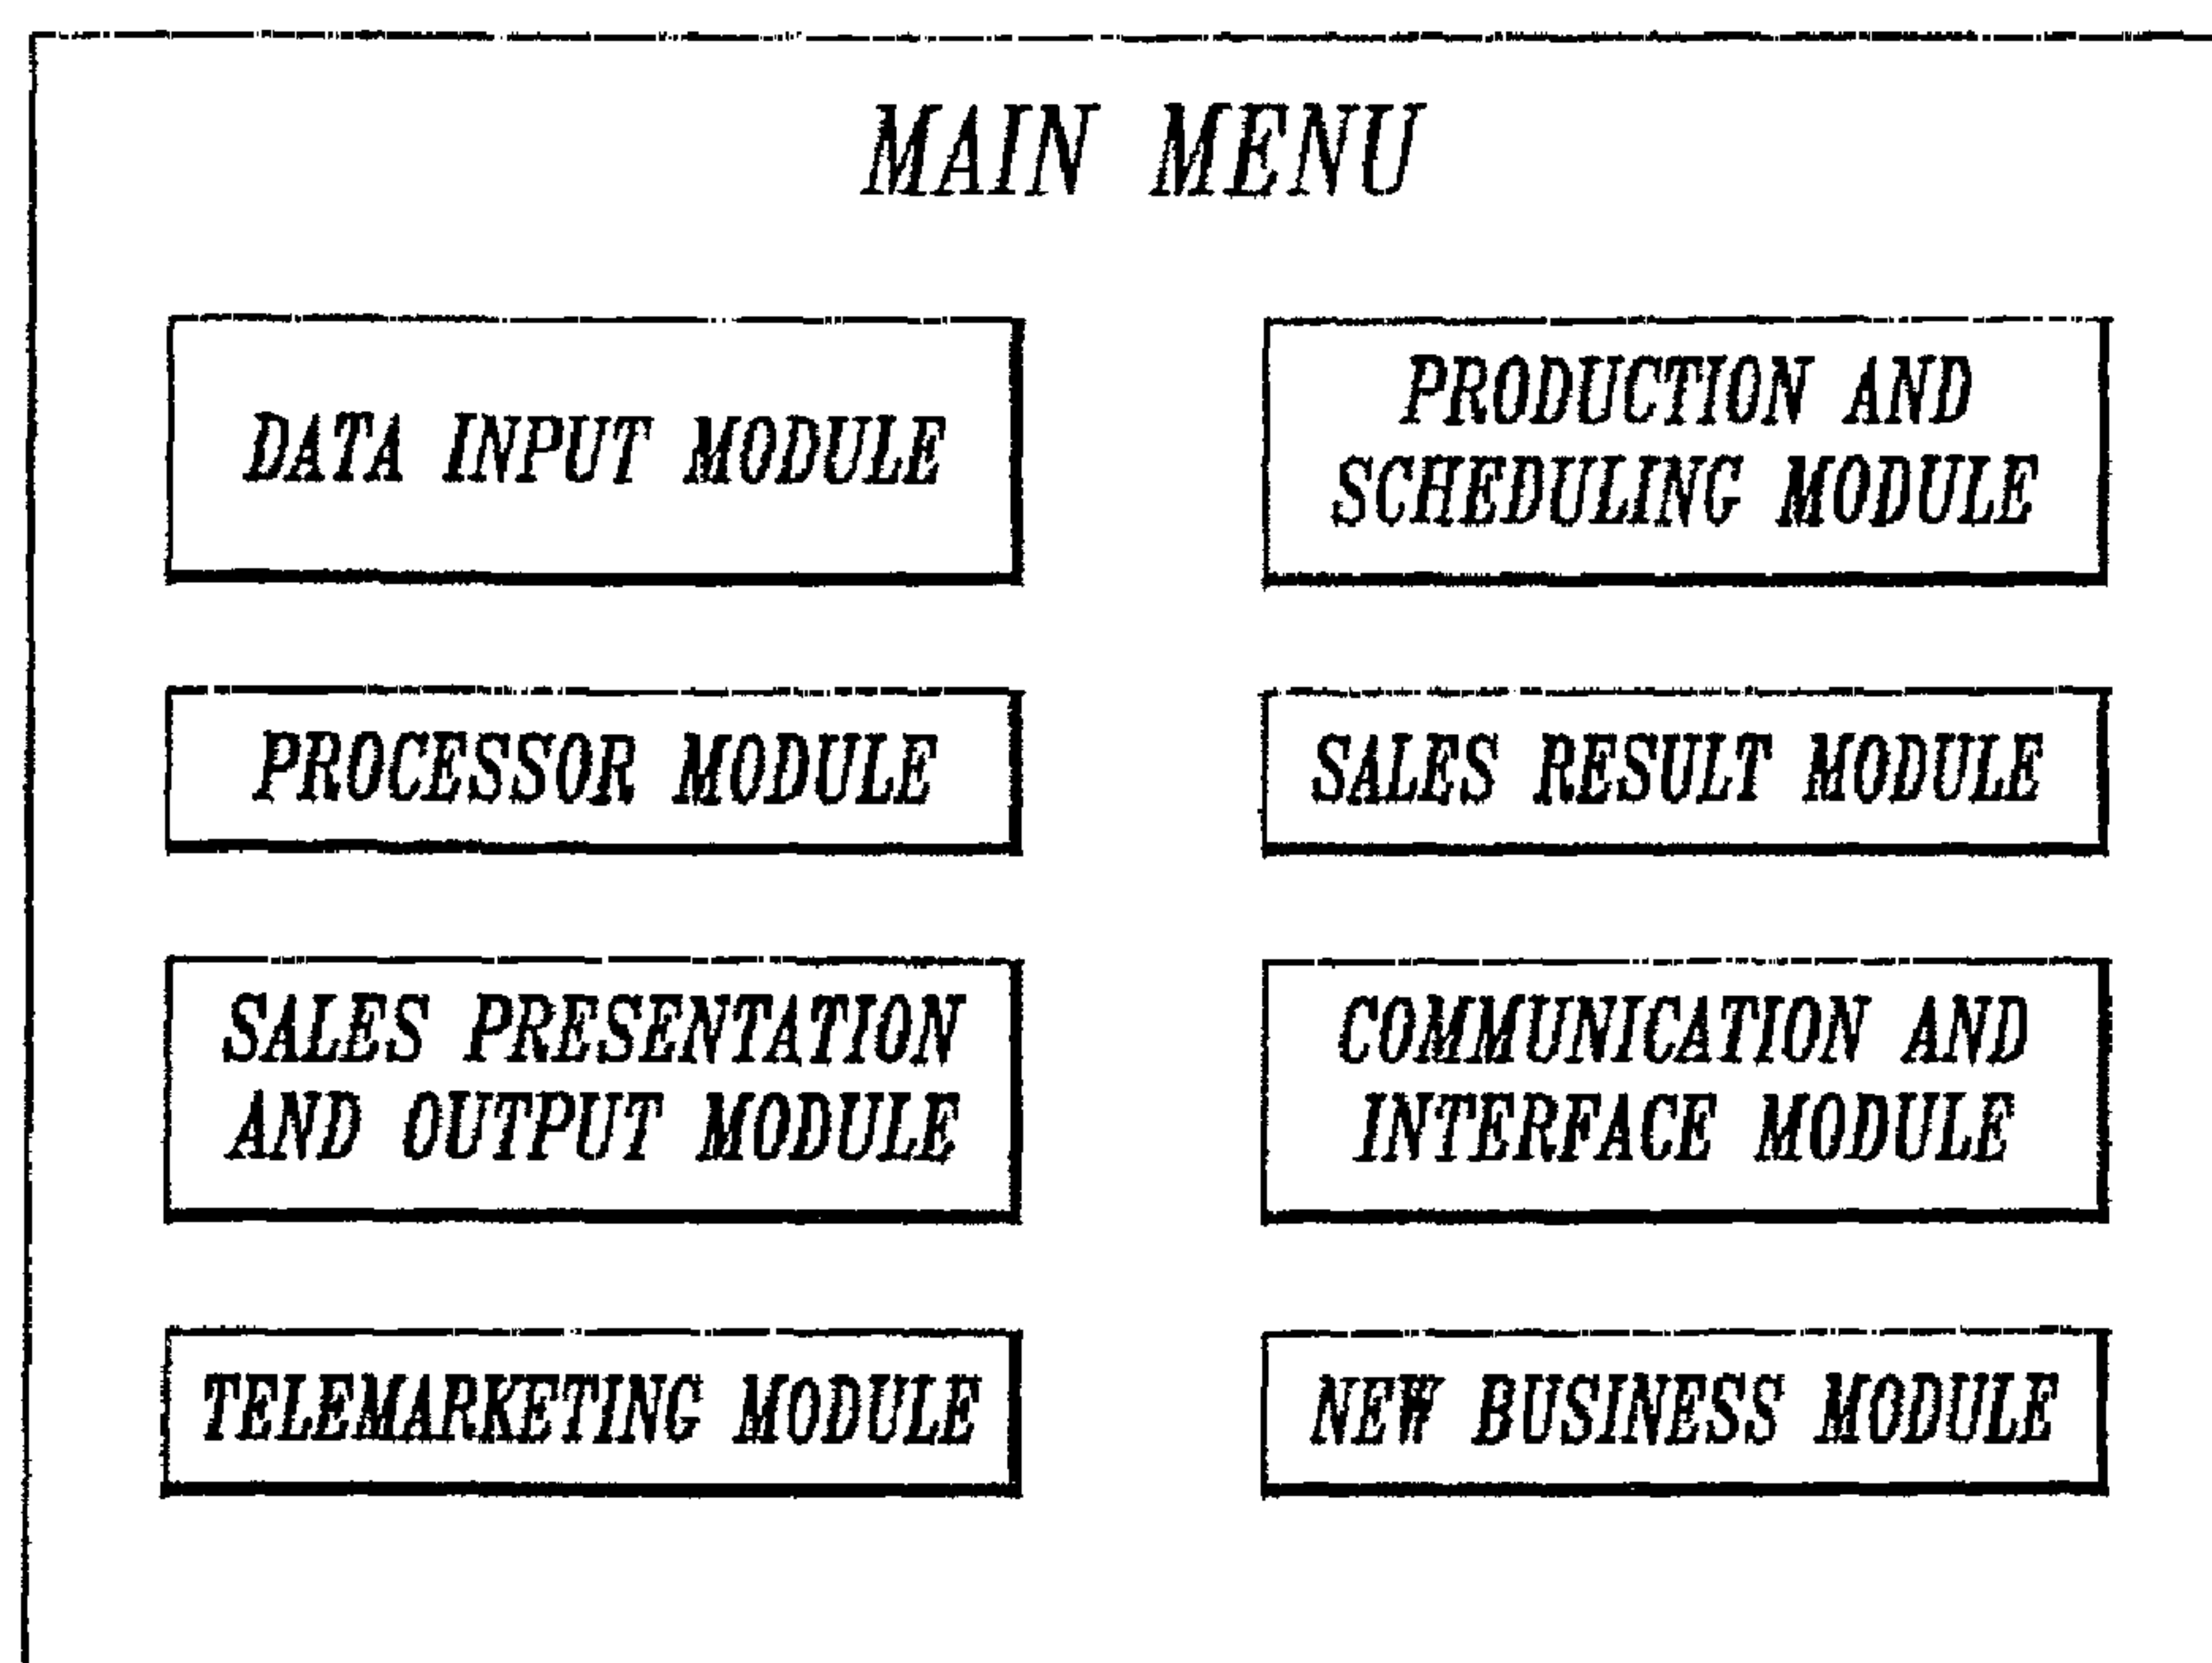 MAIN MENU
DATA INPUT MODULE
PRODUCTION AND
SCHEDULING MODULE
PROCESSOR MODULE
SALES RESULT MODULE
SALES PRESENTATION
AND OUTPUT MODULE
COMMUNICATION AND
INTERFACE MODULE
TELEMARKETING MODULE
NEW BUSINESS MODULE